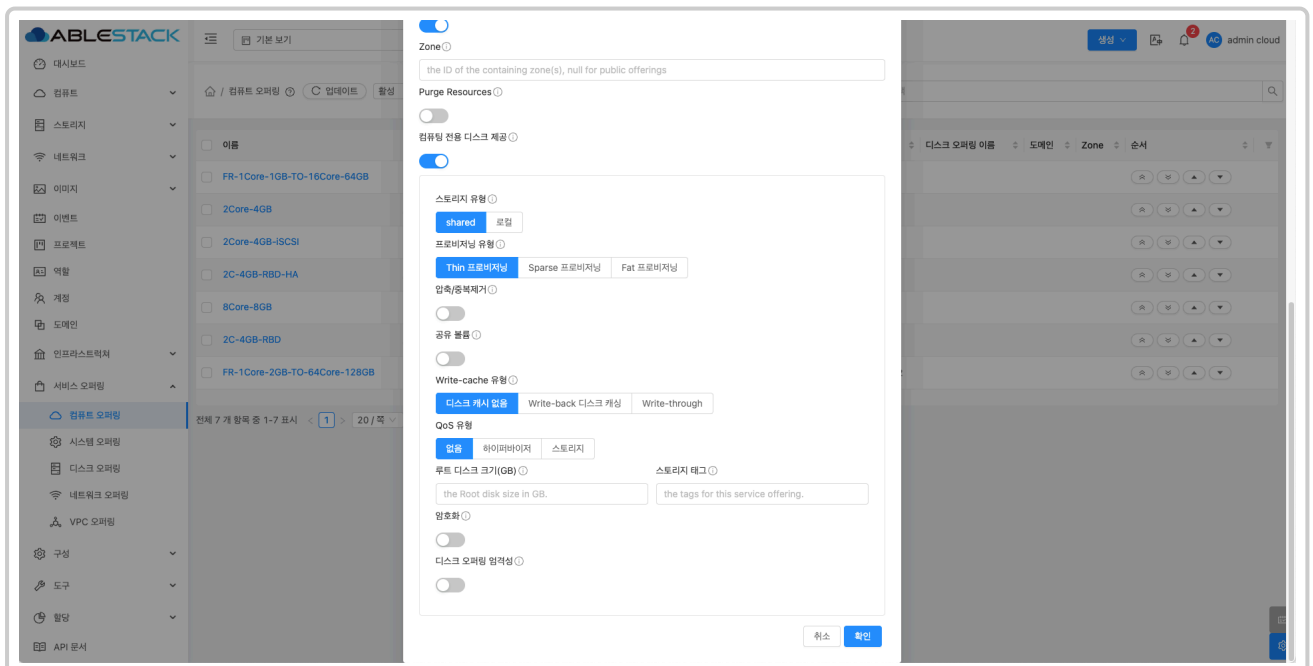 ABLESTACK
기본 보기
생성
2
AC
admin cloud
대시보드
컴퓨트
스토리지
네트워크
이미지
이벤트
프로젝트
역할
계정
도메인
인프라스트럭쳐
서비스 오퍼링
컴퓨트 오퍼링
시스템 오퍼링
디스크 오퍼링
네트워크 오퍼링
VPC 오퍼링
구성
도구
할당
API 문서
/ 컴퓨트 오퍼링
업데이트
활성
이름
디스크 오퍼링 이름
도메인
Zone
순서
FR-1Core-1GB-TO-16Core-64GB
2Core-4GB
2Core-4GB-iSCSI
2C-4GB-RBD-HA
8Core-8GB
2C-4GB-RBD
FR-1Core-2GB-TO-64Core-128GB
전체 7 개 항목 중 1-7 표시 < 1 > 20 / 쪽
Zone
the ID of the containing zone(s), null for public offerings
Purge Resources
컴퓨팅 전용 디스크 제공
스토리지 유형
shared 로컬
프로비저닝 유형
Thin 프로비저닝 Sparse 프로비저닝 Fat 프로비저닝
압축/중복제거
공유 볼륨
Write-cache 유형
디스크 캐시 없음 Write-back 디스크 캐싱 Write-through
QoS 유형
없음 하이퍼바이저 스토리지
루트 디스크 크기(GB) 스토리지 태그
the Root disk size in GB. the tags for this service offering.
암호화
디스크 오퍼링 엄격성
취소 확인